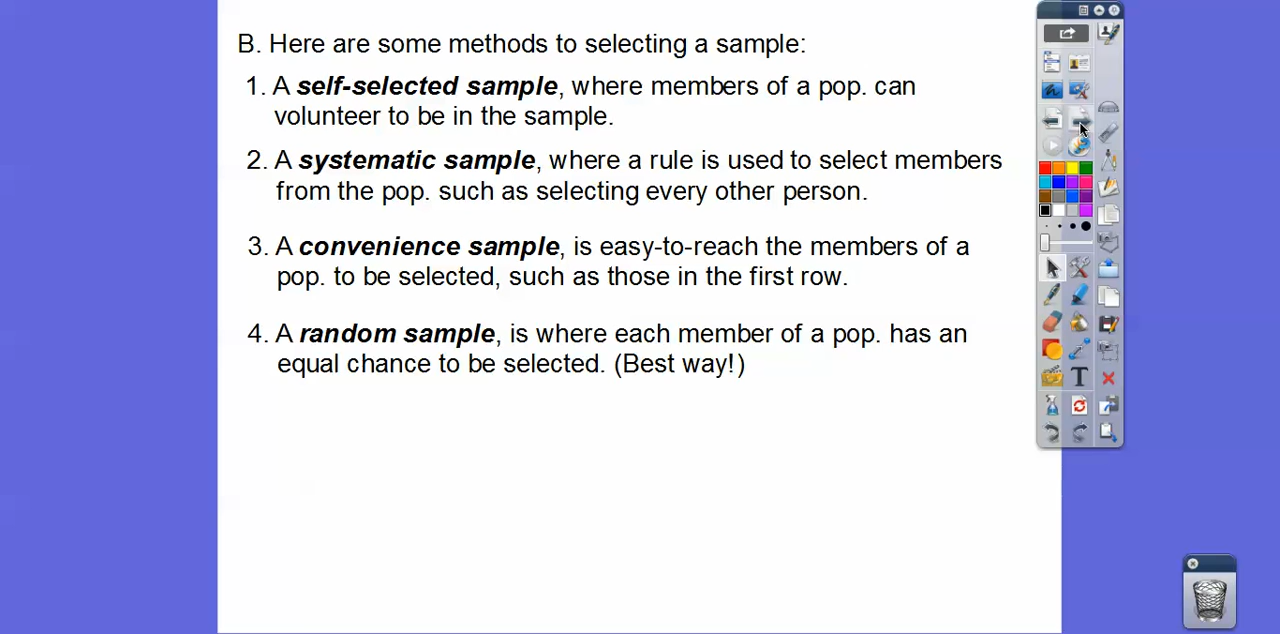 B. Here are some methods to selecting a sample:
1. A self-selected sample, where members of a pop. can
volunteer to be in the sample.
2. A systematic sample, where a rule is used to select members
from the pop. such as selecting every other person.
3. A convenience sample, is easy-to-reach the members of a
pop. to be selected, such as those in the first row.
4. A random sample, is where each member of a pop. has an
equal chance to be selected. (Best way!)
T